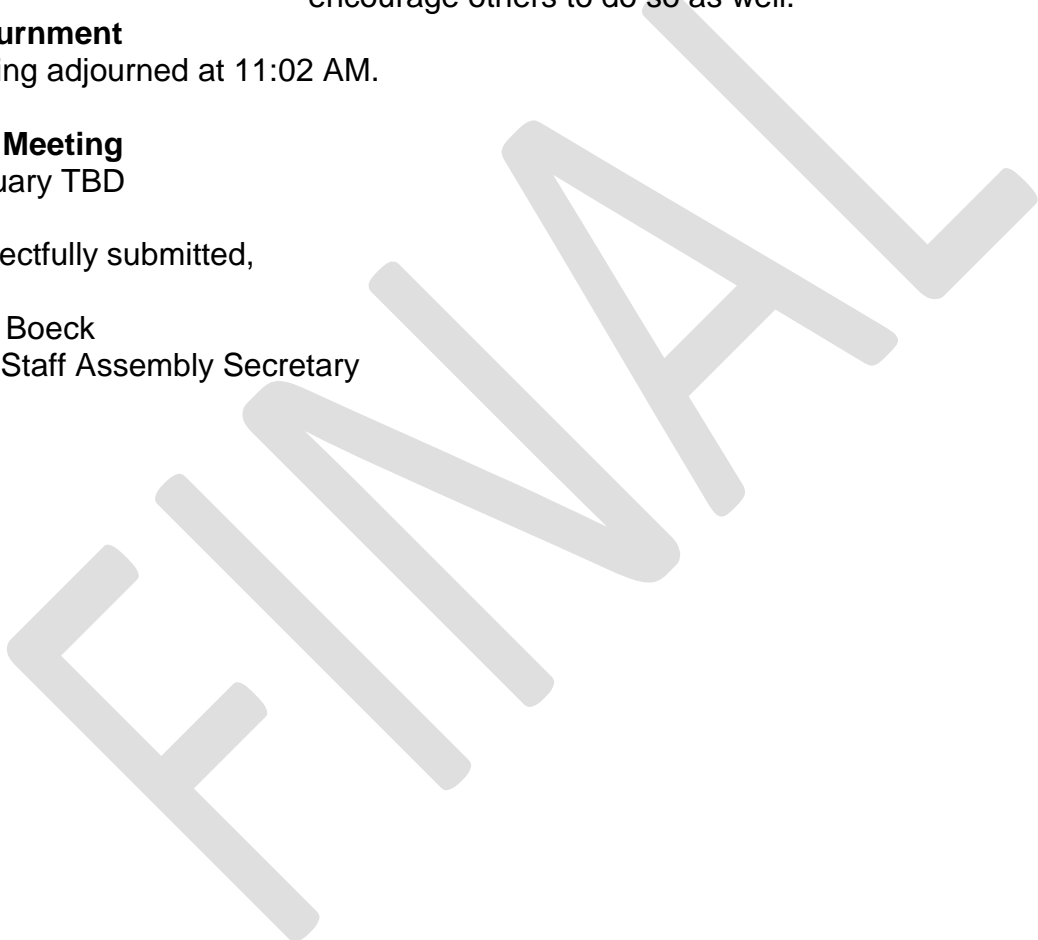 encourage others to do so as well.
urnment
ing adjourned at 11:02 AM.
Meeting
uary TBD
ectfully submitted,
Boeck
Staff Assembly Secretary
FINAL